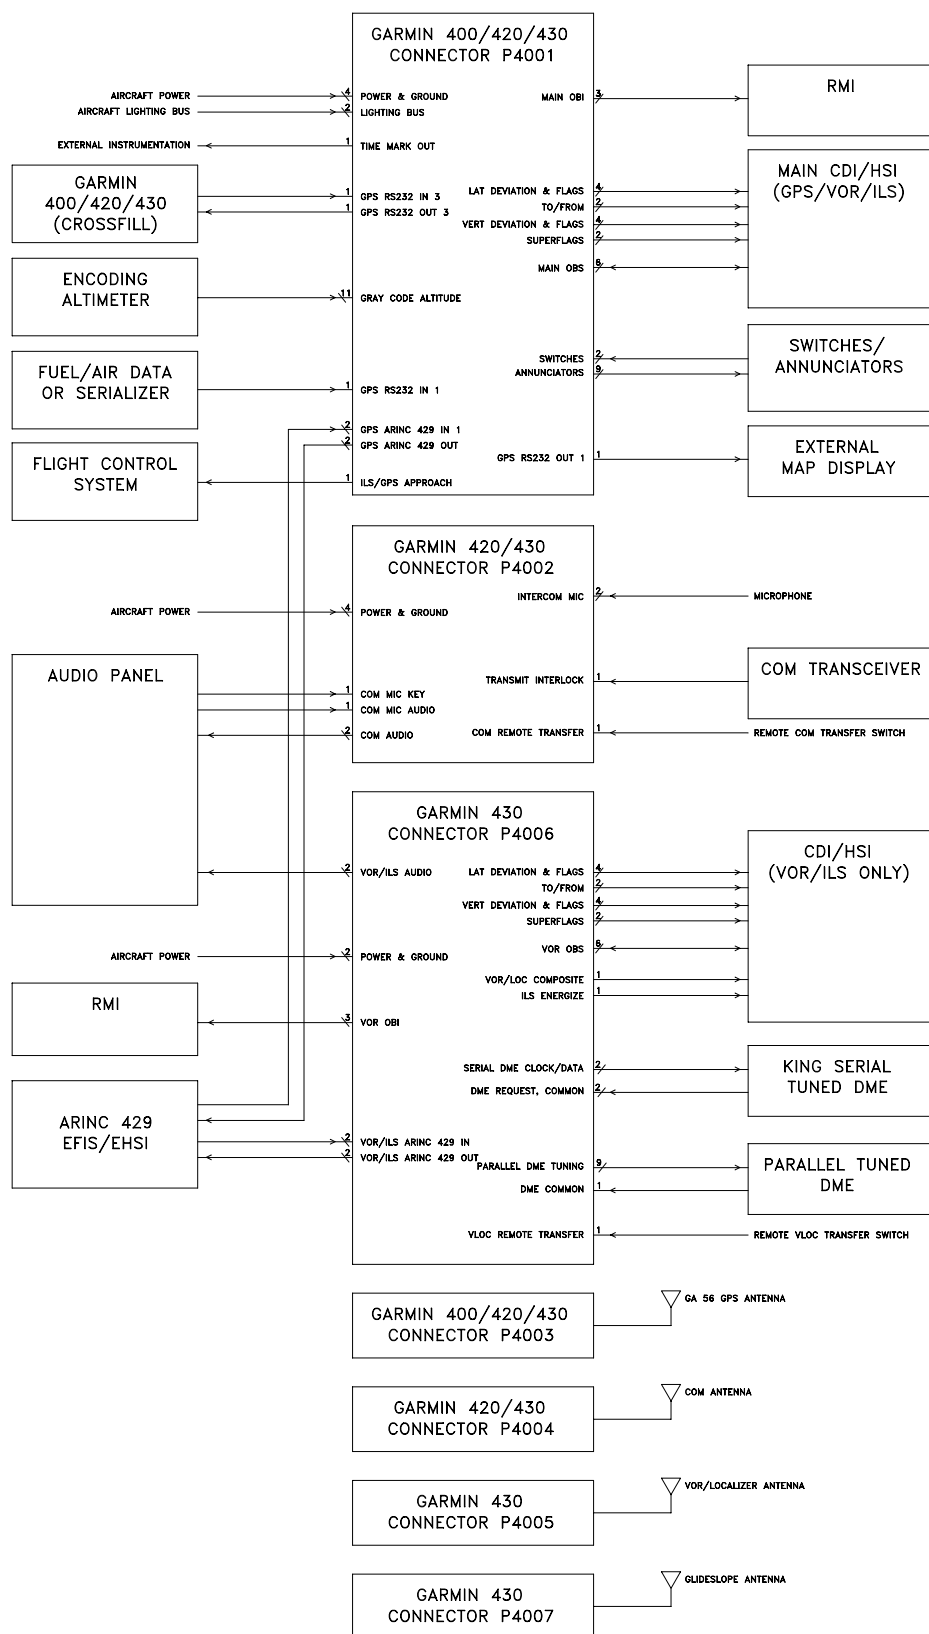 GARMIN 400/420/430
CONNECTOR P4001
AIRCRAFT POWER
4
POWER & GROUND
AIRCRAFT LIGHTING BUS
2
LIGHTING BUS
MAIN OBI
3
RMI
EXTERNAL INSTRUMENTATION
1
TIME MARK OUT
GARMIN
400/420/430
(CROSSFILL)
1
GPS RS232 IN 3
1
GPS RS232 OUT 3
LAT DEVIATION & FLAGS
4
TO/FROM
2
VERT DEVIATION & FLAGS
4
SUPERFLAGS
2
MAIN OBS
6
MAIN CDI/HSI
(GPS/VOR/ILS)
ENCODING
ALTIMETER
11
GRAY CODE ALTITUDE
SWITCHES
2
ANNUNCIATORS
9
SWITCHES/
ANNUNCIATORS
FUEL/AIR DATA
OR SERIALIZER
1
GPS RS232 IN 1
2
GPS ARINC 429 IN 1
2
GPS ARINC 429 OUT
GPS RS232 OUT 1
1
EXTERNAL
MAP DISPLAY
FLIGHT CONTROL
SYSTEM
1
ILS/GPS APPROACH
GARMIN 420/430
CONNECTOR P4002
INTERCOM MIC
2
MICROPHONE
AIRCRAFT POWER
4
POWER & GROUND
AUDIO PANEL
1
COM MIC KEY
1
COM MIC AUDIO
2
COM AUDIO
TRANSMIT INTERLOCK
1
COM TRANSCEIVER
COM REMOTE TRANSFER
1
REMOTE COM TRANSFER SWITCH
GARMIN 430
CONNECTOR P4006
2
VOR/ILS AUDIO
LAT DEVIATION & FLAGS
4
TO/FROM
2
VERT DEVIATION & FLAGS
4
SUPERFLAGS
2
VOR OBS
6
VOR/LOC COMPOSITE
1
ILS ENERGIZE
1
CDI/HSI
(VOR/ILS ONLY)
AIRCRAFT POWER
2
POWER & GROUND
RMI
3
VOR OBI
SERIAL DME CLOCK/DATA
2
DME REQUEST, COMMON
2
KING SERIAL
TUNED DME
ARINC 429
EFIS/EHSI
2
VOR/ILS ARINC 429 IN
2
VOR/ILS ARINC 429 OUT
PARALLEL DME TUNING
9
DME COMMON
1
PARALLEL TUNED
DME
VLOC REMOTE TRANSFER
1
REMOTE VLOC TRANSFER SWITCH
GARMIN 400/420/430
CONNECTOR P4003
GA 56 GPS ANTENNA
GARMIN 420/430
CONNECTOR P4004
COM ANTENNA
GARMIN 430
CONNECTOR P4005
VOR/LOCALIZER ANTENNA
GARMIN 430
CONNECTOR P4007
GLIDESLOPE ANTENNA